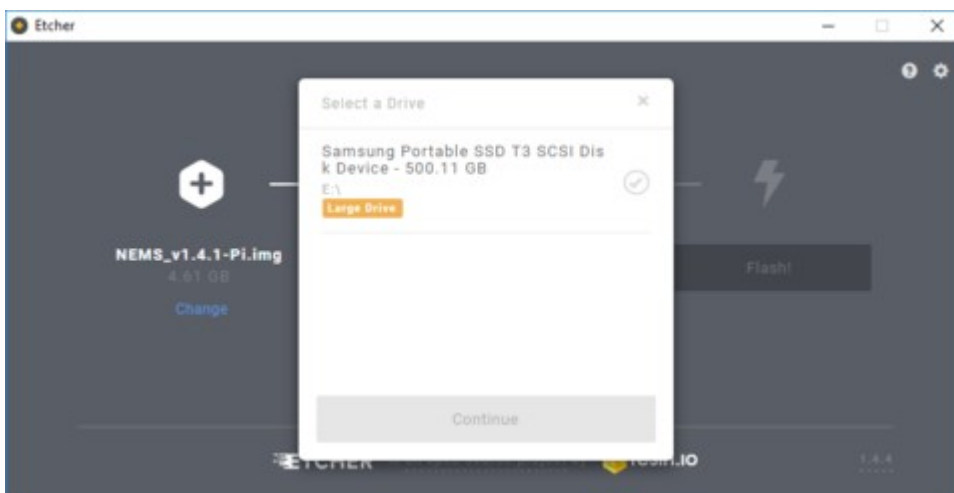 Etcher
Select a Drive
Samsung Portable SSD T3 SCSI Dis
k Device - 500.11 GB
E:\
Large Drive
NEMS_v1.4.1-Pi.img
4.61 GB
Change
Flash!
Continue
ETCHER
.IO
1.4.4